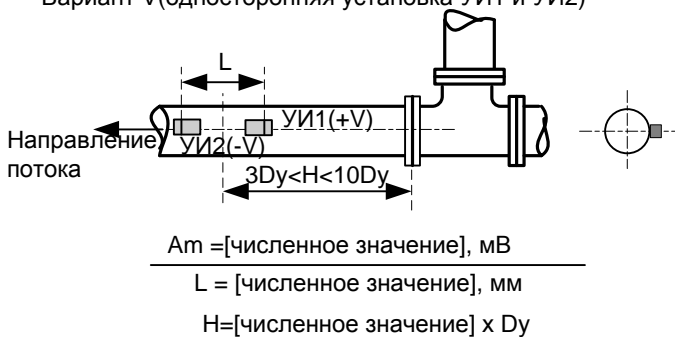 Вариант V(односторонняя установка УИ1 и УИ2)
L
УИ1(+V)
Направление
УИ2(-V)
потока
3Dy<H<10Dy
Am =[численное значение], мВ
L = [численное значение], мм
H=[численное значение] x Dy